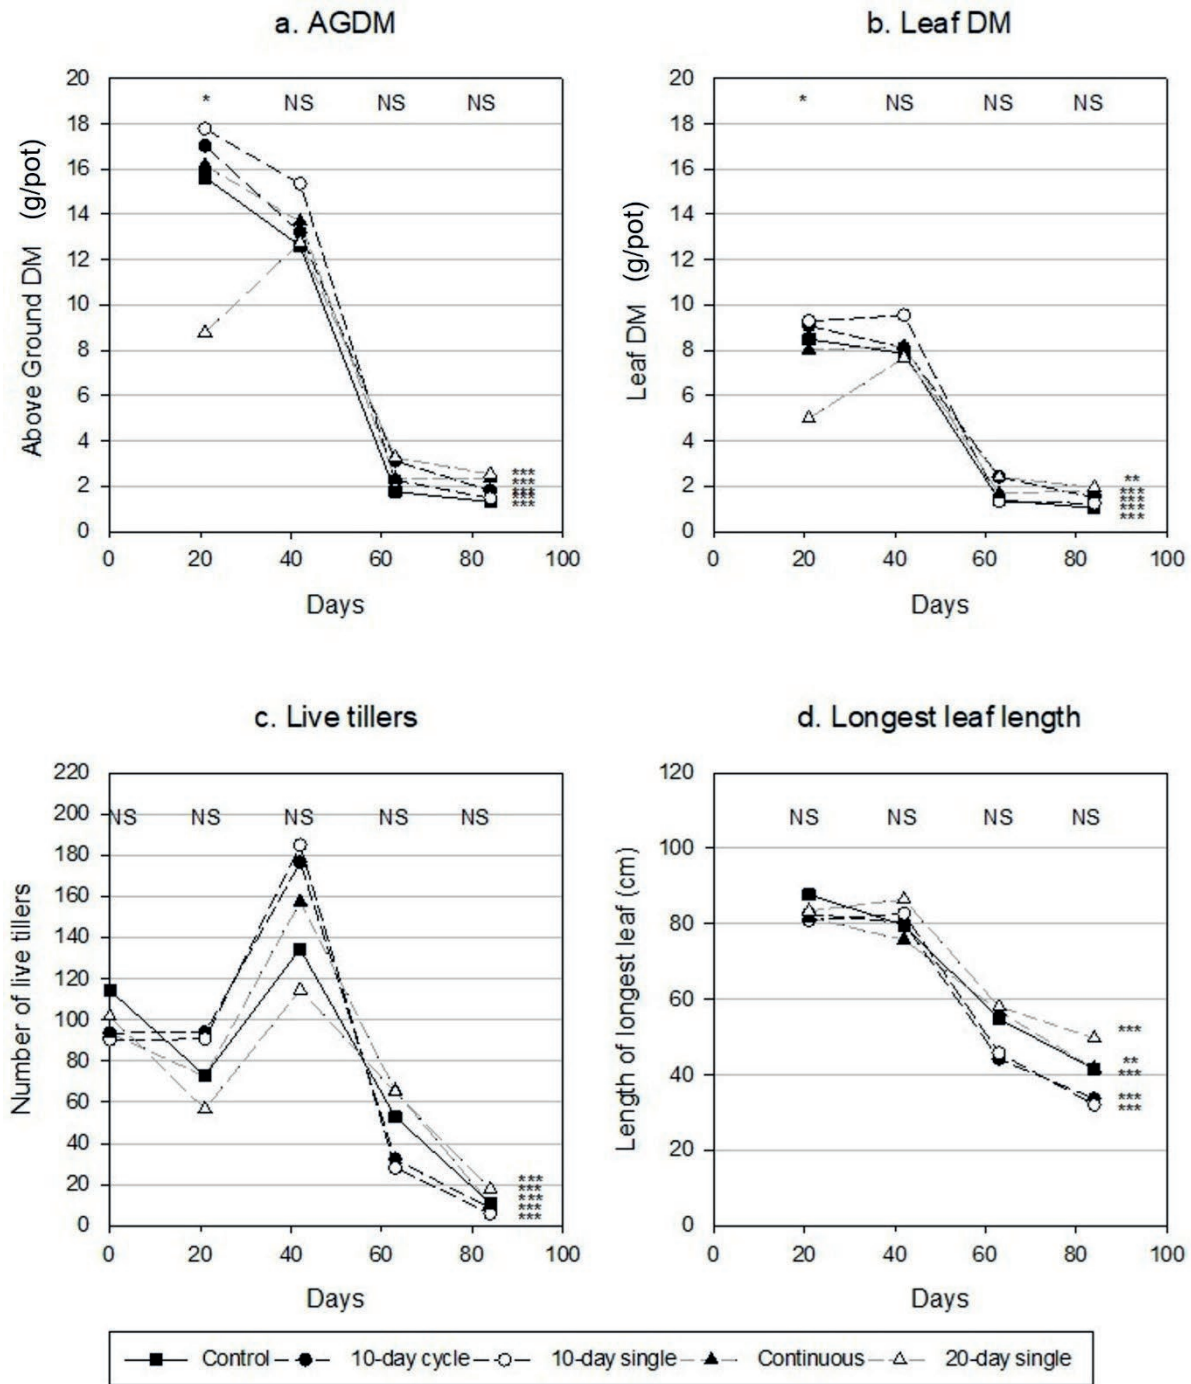 a. AGDM
Above Ground DM (g/pot)
20
18
16
14
12
10
8
6
4
2
0
* NS NS NS
***
***
***
***
***
0 20 40 60 80 100
Days
b. Leaf DM
Leaf DM (g/pot)
20
18
16
14
12
10
8
6
4
2
0
* NS NS NS
**
***
***
***
***
0 20 40 60 80 100
Days
c. Live tillers
Number of live tillers
220
200
180
160
140
120
100
80
60
40
20
0
NS NS NS NS NS
***
***
***
***
***
0 20 40 60 80 100
Days
d. Longest leaf length
Length of longest leaf (cm)
120
100
80
60
40
20
0
NS NS NS NS
***
**
***
***
***
0 20 40 60 80 100
Days
Control 10-day cycle 10-day single Continuous 20-day single